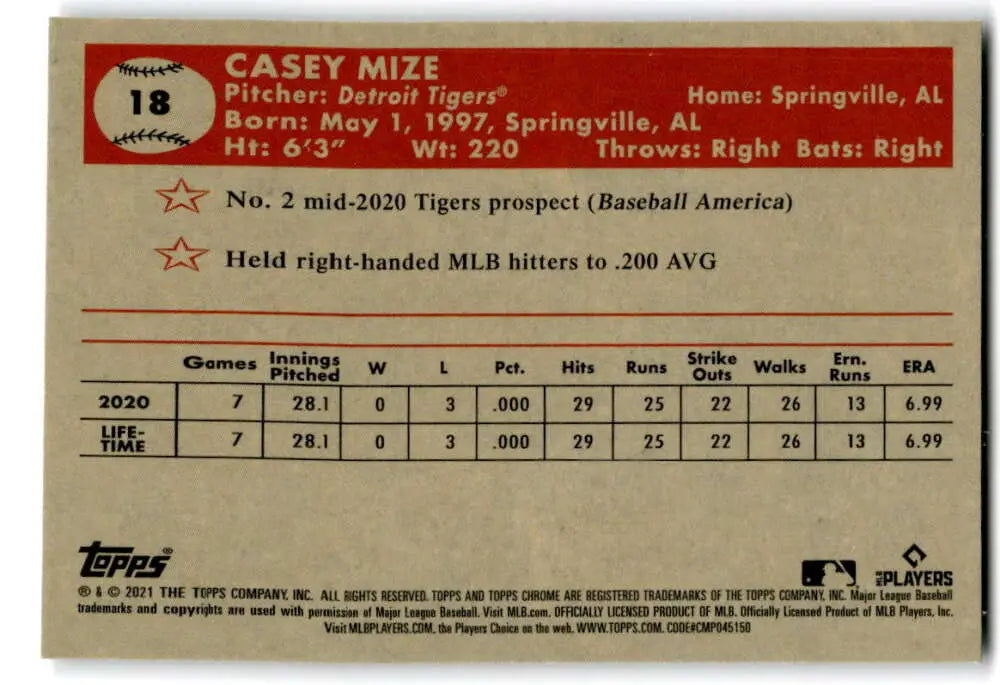 18
CASEY MIZE
Pitcher: Detroit Tigers®
Home: Springville, AL
Born: May 1, 1997, Springville, AL
Ht: 6'3" Wt: 220 Throws: Right Bats: Right
No. 2 mid-2020 Tigers prospect (Baseball America)
Held right-handed MLB hitters to .200 AVG
Games Innings Pitched W L Pct. Hits Runs Strike Outs Walks Ern. Runs ERA
2020 7 28.1 0 3 .000 29 25 22 26 13 6.99
LIFE-TIME 7 28.1 0 3 .000 29 25 22 26 13 6.99
Topps®
MLB PLAYERS
® & © 2021 THE TOPPS COMPANY, INC. ALL RIGHTS RESERVED. TOPPS AND TOPPS CHROME ARE REGISTERED TRADEMARKS OF THE TOPPS COMPANY, INC. Major League Baseball
trademarks and copyrights are used with permission of Major League Baseball. Visit MLB.com. OFFICIALLY LICENSED PRODUCT OF MLB. Officially Licensed Product of MLB Players, Inc.
Visit MLBPLAYERS.COM, the Players Choice on the web. WWW.TOPPS.COM. CODE#CMP045150